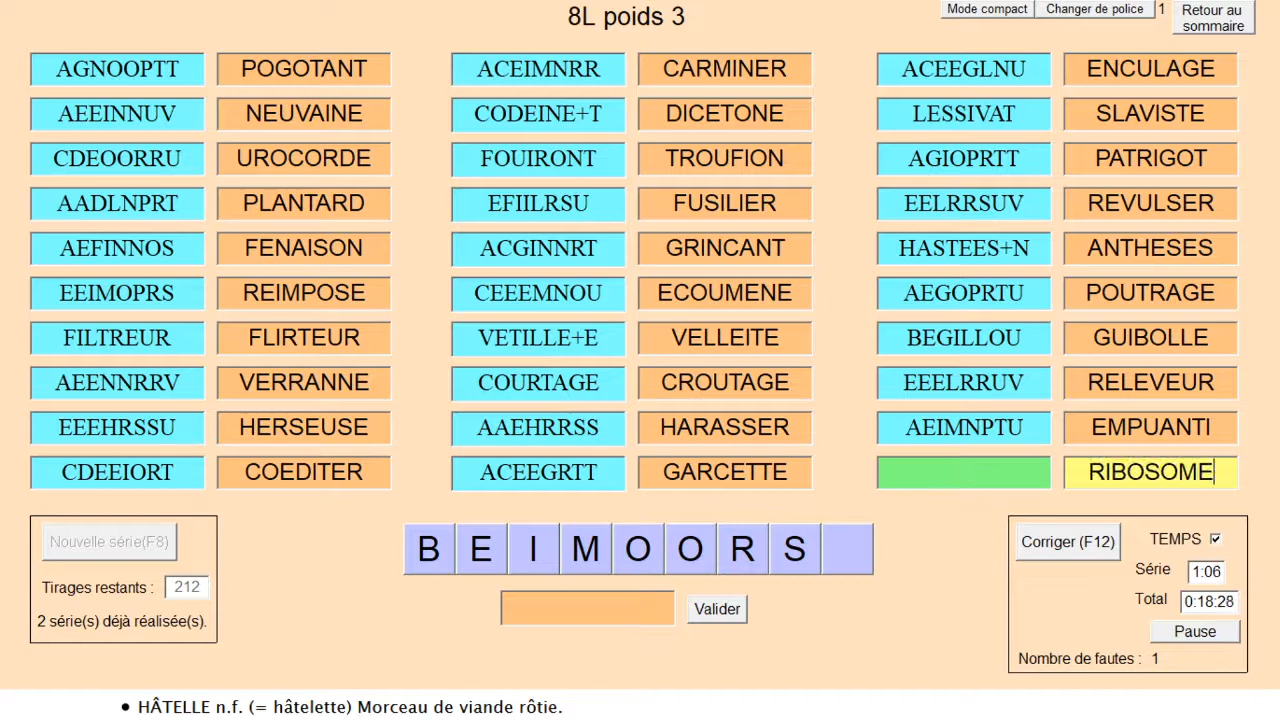 8L poids 3
Mode compact Changer de police 1 Retour au sommaire
AGNOOPTT POGOTANT ACEIMNRR CARMINER ACEEGLNU ENCULAGE
AEEINNUV NEUVAINE CODEINE+T DICETONE LESSIVAT SLAVISTE
CDEOORRU UROCORDE FOUIRONT TROUFION AGIOPRTT PATRIGOT
AADLNPRT PLANTARD EFIILRSU FUSILIER EELRRSUV REVULSER
AEFINNOS FENAISON ACGINNRT GRINCANT HASTEES+N ANTHESES
EEIMOPRS REIMPOSE CEEEMNOU ECOUMENE AEGOPRTU POUTRAGE
FILTREUR FLIRTEUR VETILLE+E VELLEITE BEGILLOU GUIBOLLE
AEENNRRV VERRANNE COURTAGE CROUTAGE EEELRRUV RELEVEUR
EEEHRSSU HERSEUSE AAEHRRSS HARASSER AEIMNPTU EMPUANTI
CDEEIORT COEDITER ACEEGRTT GARCETTE RIBOSOME
Nouvelle série(F8)
Tirages restants : 212
2 série(s) déjà réalisée(s).
B E I M O O R S
Valider
Corriger (F12) TEMPS
Série 1:06
Total 0:18:28
Pause
Nombre de fautes : 1
• HÂTELLE n.f. (= hâtelette) Morceau de viande rôtie.